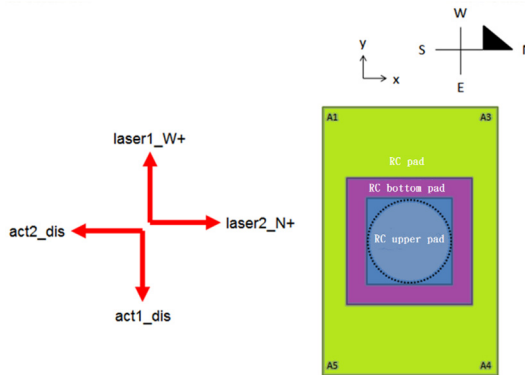 W
y
S
N
x
E
A1
A3
laser1_W+
RC pad
RC bottom pad
act2_dis
laser2_N+
RC upper pad
act1_dis
A5
A4